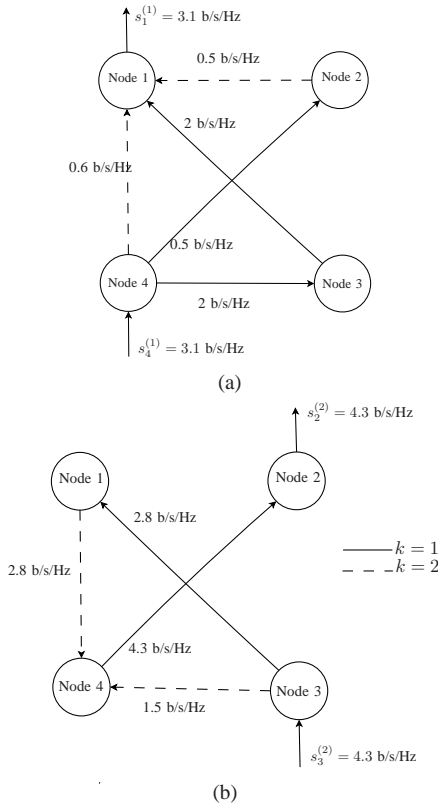 s_1^{(1)} = 3.1 b/s/Hz
0.5 b/s/Hz
Node 1
Node 2
2 b/s/Hz
0.6 b/s/Hz
0.5 b/s/Hz
Node 4
Node 3
2 b/s/Hz
s_4^{(1)} = 3.1 b/s/Hz
(a)
s_2^{(2)} = 4.3 b/s/Hz
Node 1
Node 2
2.8 b/s/Hz
k = 1
k = 2
2.8 b/s/Hz
4.3 b/s/Hz
Node 4
Node 3
1.5 b/s/Hz
s_3^{(2)} = 4.3 b/s/Hz
(b)